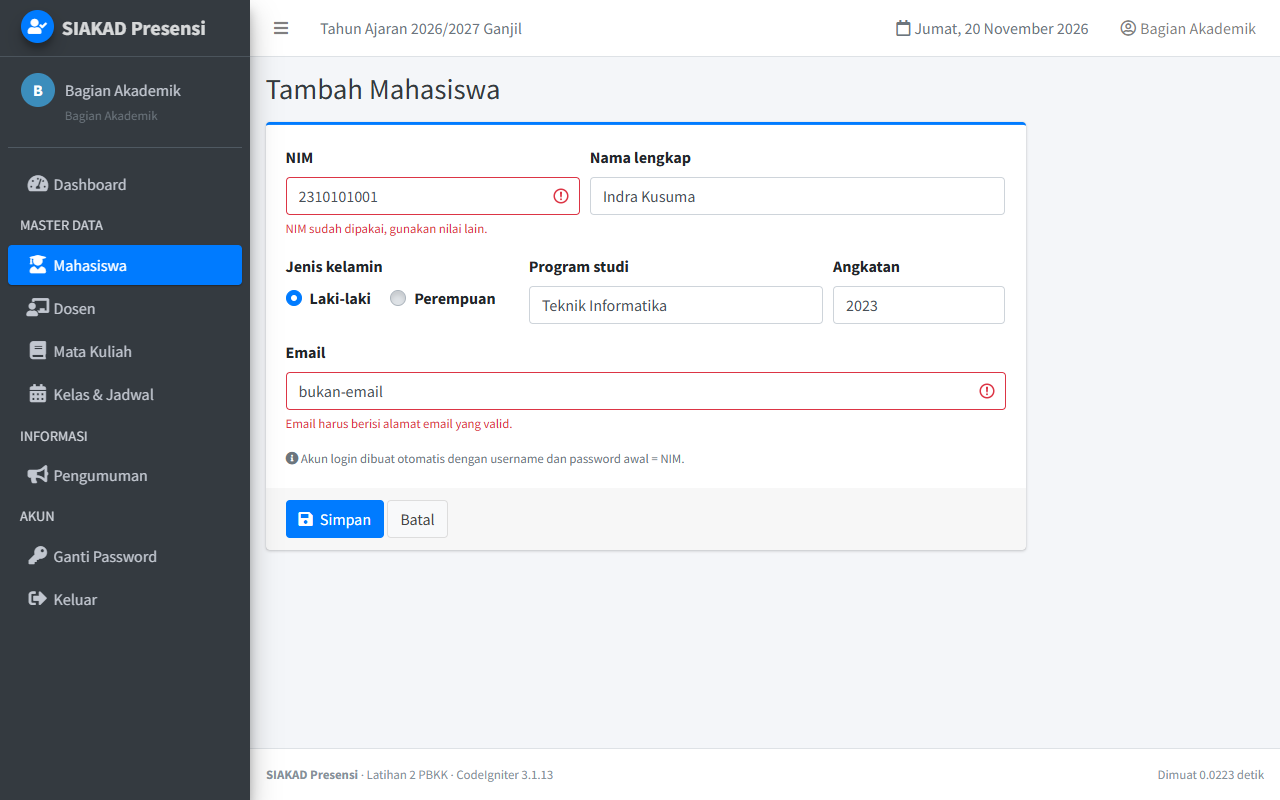 SIAKAD Presensi
Tahun Ajaran 2026/2027 Ganjil
Jumat, 20 November 2026
Bagian Akademik
B
Bagian Akademik
Bagian Akademik
Dashboard
MASTER DATA
Mahasiswa
Dosen
Mata Kuliah
Kelas & Jadwal
INFORMASI
Pengumuman
AKUN
Ganti Password
Keluar
Tambah Mahasiswa
NIM
Nama lengkap
2310101001
Indra Kusuma
NIM sudah dipakai, gunakan nilai lain.
Jenis kelamin
Program studi
Angkatan
Laki-laki
Perempuan
Teknik Informatika
2023
Email
bukan-email
Email harus berisi alamat email yang valid.
Akun login dibuat otomatis dengan username dan password awal = NIM.
Simpan
Batal
SIAKAD Presensi · Latihan 2 PBKK · CodeIgniter 3.1.13
Dimuat 0.0223 detik